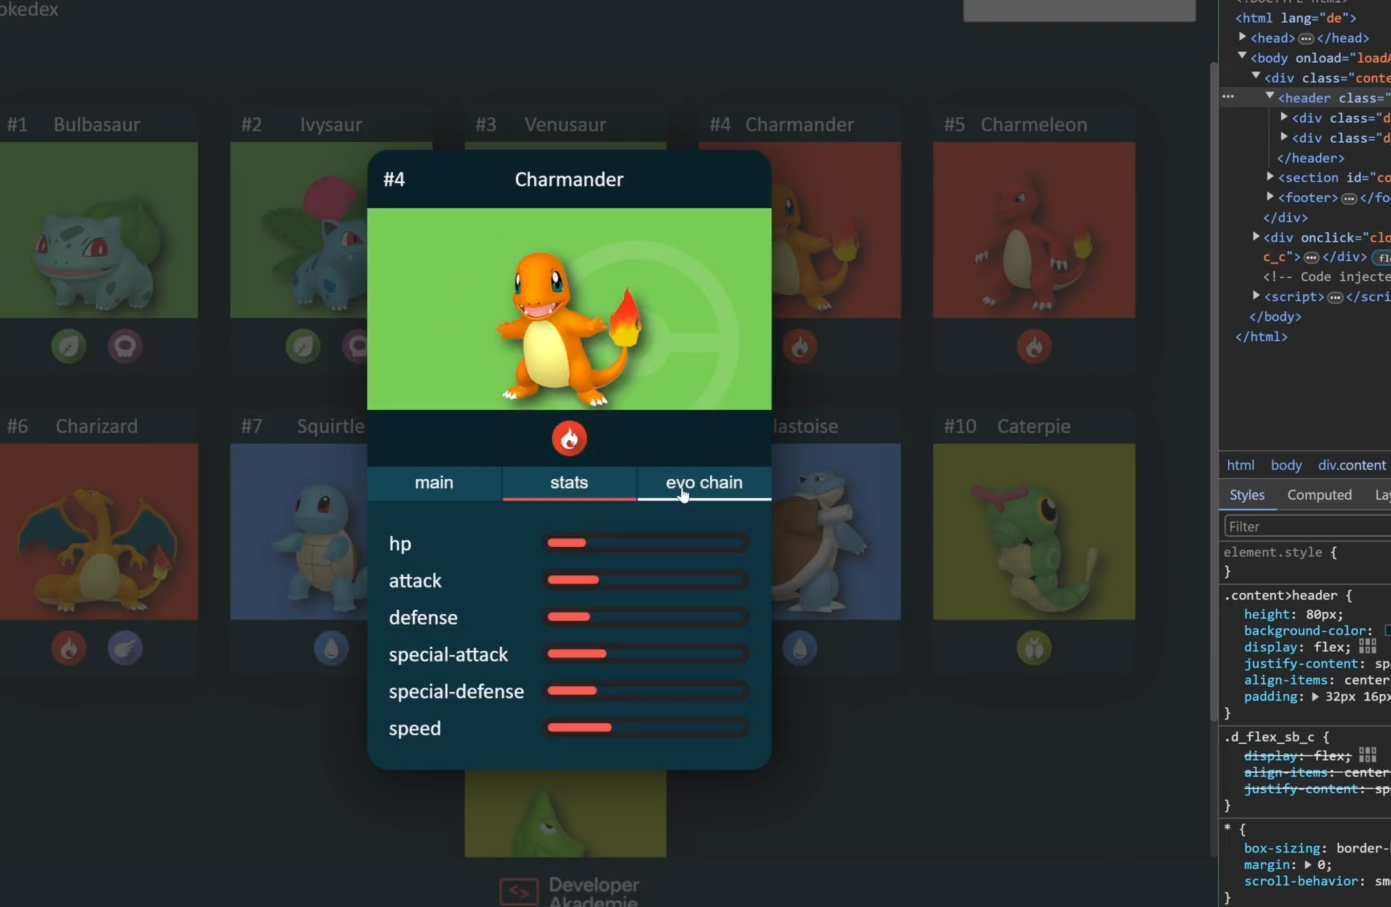 okedex
#1 Bulbasaur
#2 Ivysaur
#3 Venusaur
#4 Charmander
#5 Charmeleon
#4 Charmander
main
stats
evo chain
hp
attack
defense
special-attack
special-defense
speed
#6 Charizard
#7 Squirtle
lastoise
#10 Caterpie
<> Developer
Akademie
<html lang="de">
<head> ••• </head>
<body onload="loadA
<div class="conte
••• <header class="
<div class="d
<div class="d
</header>
<section id="co
<footer> ••• </foo
</div>
<div onclick="clo
c_c"> ••• </div> fl
<!-- Code injecte
<script> ••• </scri
</body>
</html>
html body div.content
Styles Computed Lay
Filter
element.style {
}
.content>header {
height: 80px;
background-color:
display: flex;
justify-content: sp
align-items: center
padding: 32px 16px
}
.d_flex_sb_c {
display: flex;
align-items: center
justify-content: sp
}
* {
box-sizing: border-
margin: 0;
scroll-behavior: sm
}